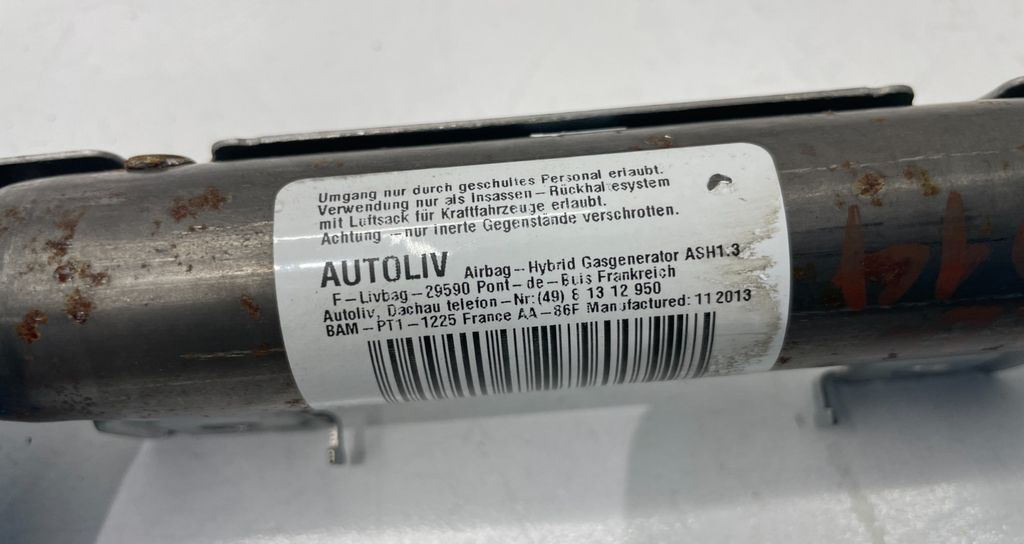 Umgang nur durch geschultes Personal erlaubt.
Verwendung nur als Insassen-Rückhaltesystem
mit Luftsack für Kraftfahrzeuge erlaubt.
Achtung - nur inerte Gegenstände verschrotten.
AUTOLIV Airbag-Hybrid Gasgenerator ASH1.3
F-Livbag-29590 Pont-de-Buis Frankreich
Autoliv, Dachau telefon-Nr:(49) 8 13 12 950
BAM-PT1-1225 France AA-86F Manufactured: 11 2013